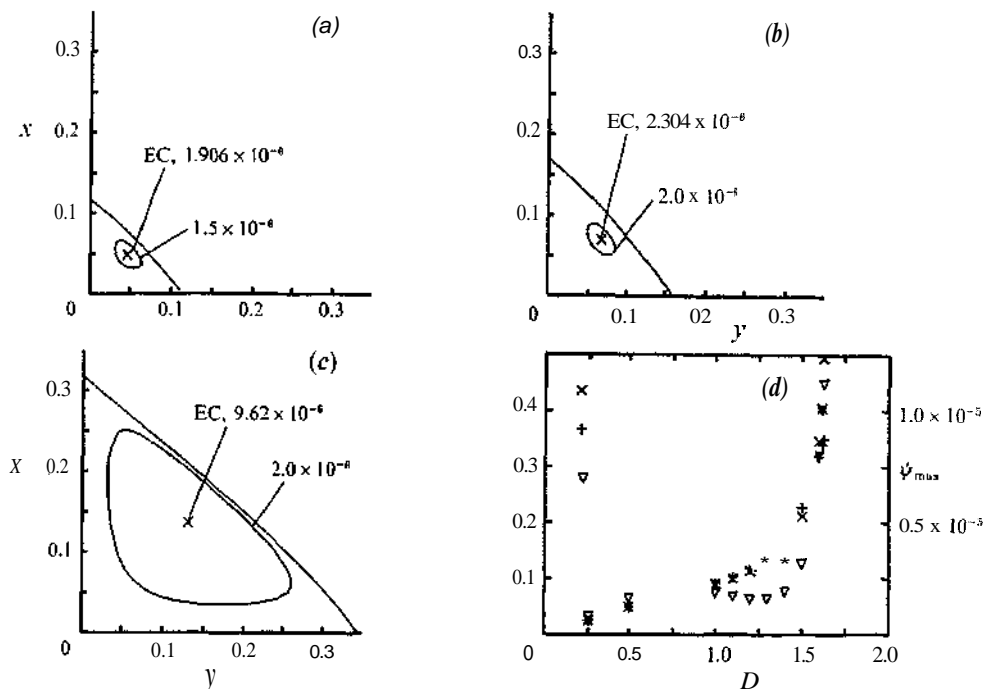 (a)
0.3
x
0.2
EC, 1.906 × 10⁻⁶
0.1
1.5 × 10⁻⁶
0
0.1
0.2
0.3
(b)
0.3
0.2
EC, 2.304 × 10⁻⁶
0.1
2.0 x 10⁻⁶
0
0.1
02
0.3
y
(c)
0.3
X
0.2
EC, 9.62 × 10⁻⁶
2.0 × 10⁻⁶
0.1
0
0
0.1
0.2
0.3
y
(d)
0.4
0.3
0.2
0.1
0
0.5
1.0
1.5
2.0
D
1.0 × 10⁻⁵
0.5 x 10⁻⁵